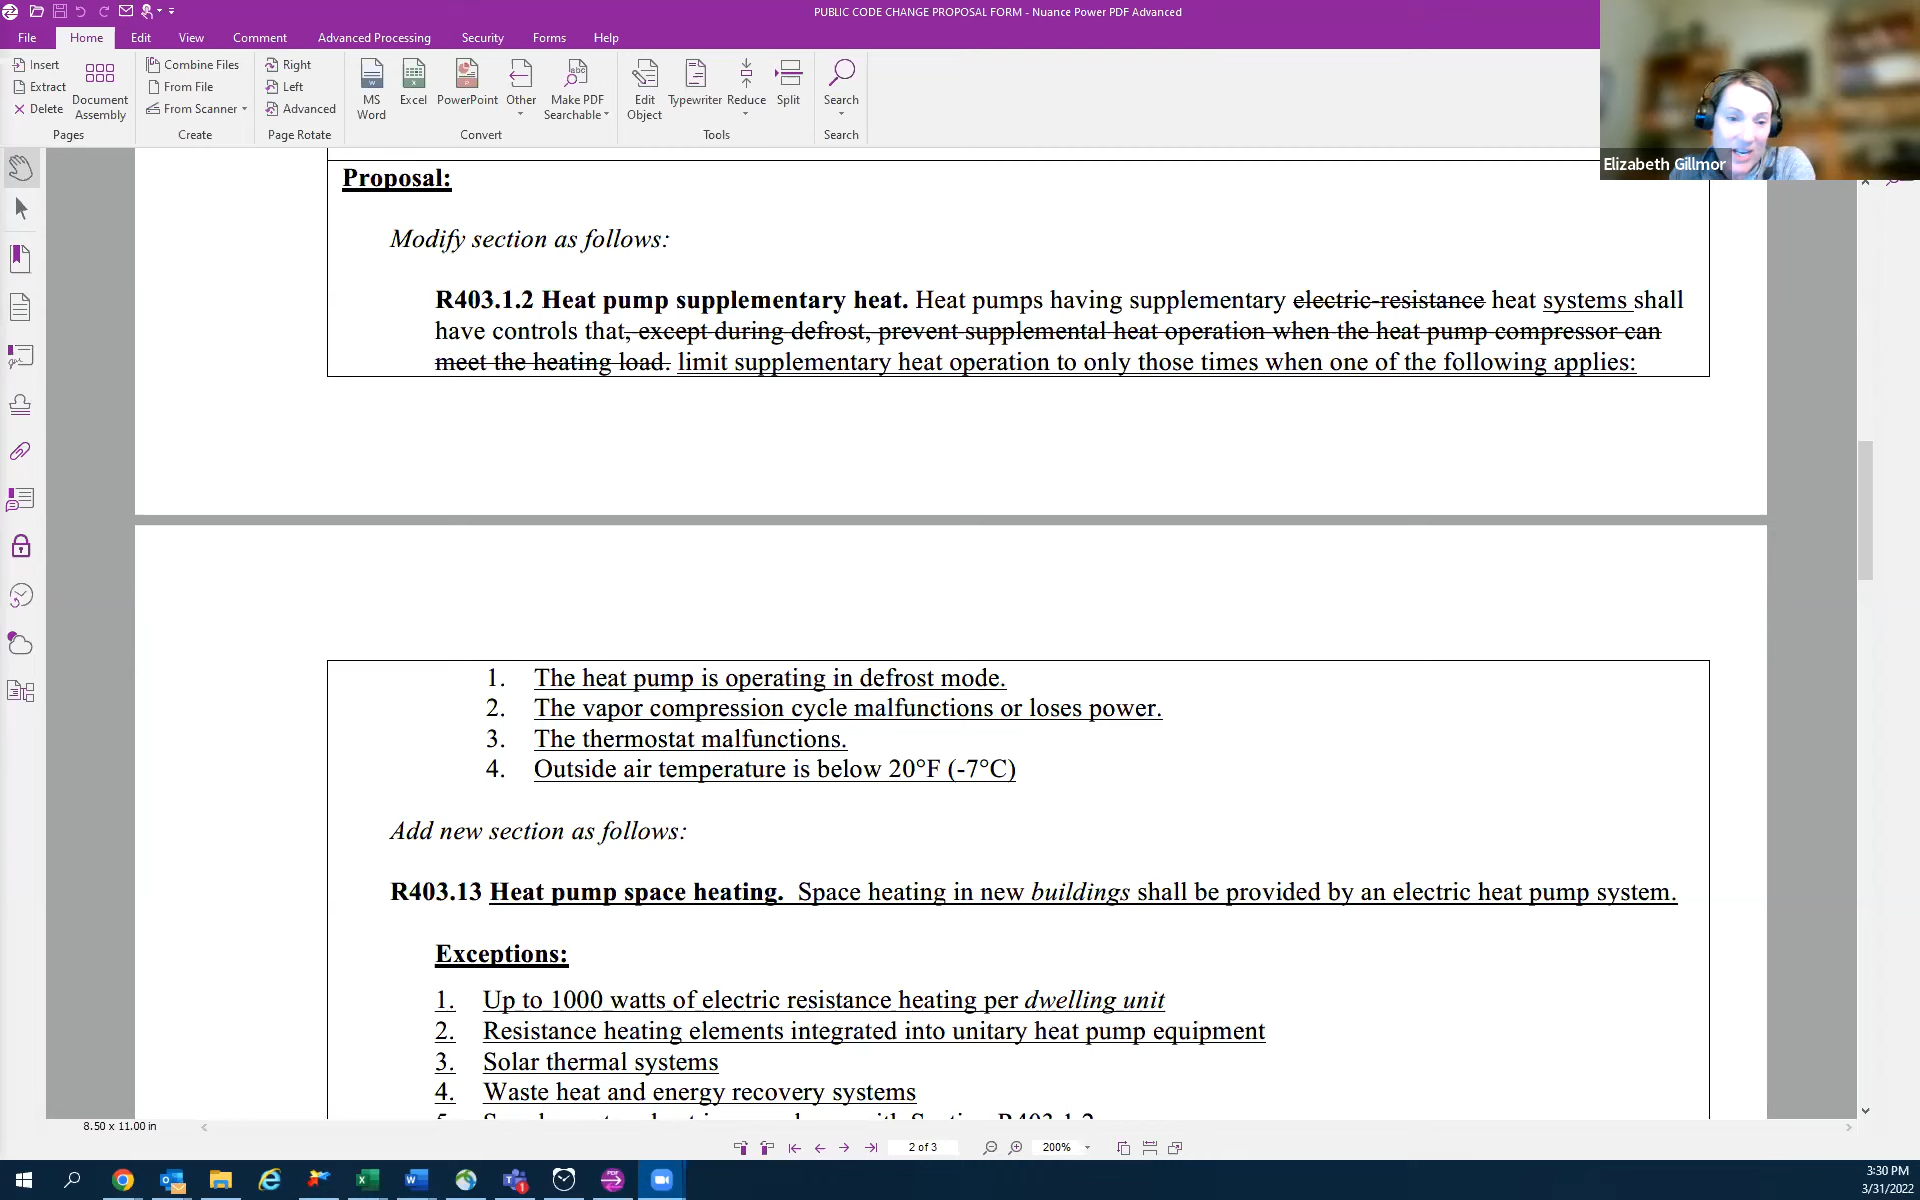 PUBLIC CODE CHANGE PROPOSAL FORM - Nuance Power PDF Advanced
File Home Edit View Comment Advanced Processing Security Forms Help
Insert
Extract
Delete
Document Assembly
Pages
Combine Files
From File
From Scanner
Create
Right
Left
Advanced
Page Rotate
MS Word
Excel
PowerPoint
Other
Make PDF Searchable
Convert
Edit Object
Typewriter
Reduce
Split
Tools
Search
Search
Elizabeth Gillmor
Proposal:
Modify section as follows:
R403.1.2 Heat pump supplementary heat. Heat pumps having supplementary electric-resistance heat systems shall
have controls that, except during defrost, prevent supplemental heat operation when the heat pump compressor can
meet the heating load. limit supplementary heat operation to only those times when one of the following applies:
1. The heat pump is operating in defrost mode.
2. The vapor compression cycle malfunctions or loses power.
3. The thermostat malfunctions.
4. Outside air temperature is below 20°F (-7°C)
Add new section as follows:
R403.13 Heat pump space heating. Space heating in new buildings shall be provided by an electric heat pump system.
Exceptions:
1. Up to 1000 watts of electric resistance heating per dwelling unit
2. Resistance heating elements integrated into unitary heat pump equipment
3. Solar thermal systems
4. Waste heat and energy recovery systems
8.50 x 11.00 in
2 of 3
200%
3:30 PM
3/31/2022